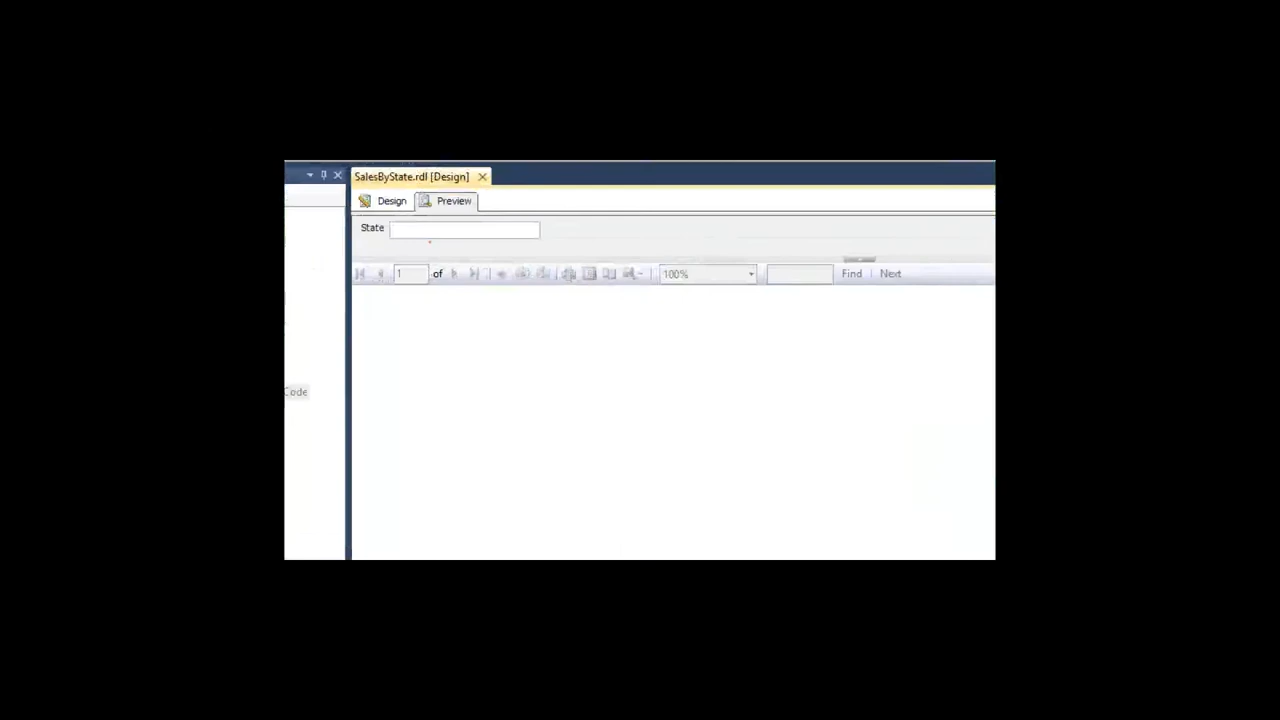 SalesByState.rdl [Design]
Design Preview
State
1 of 100% Find Next
Code